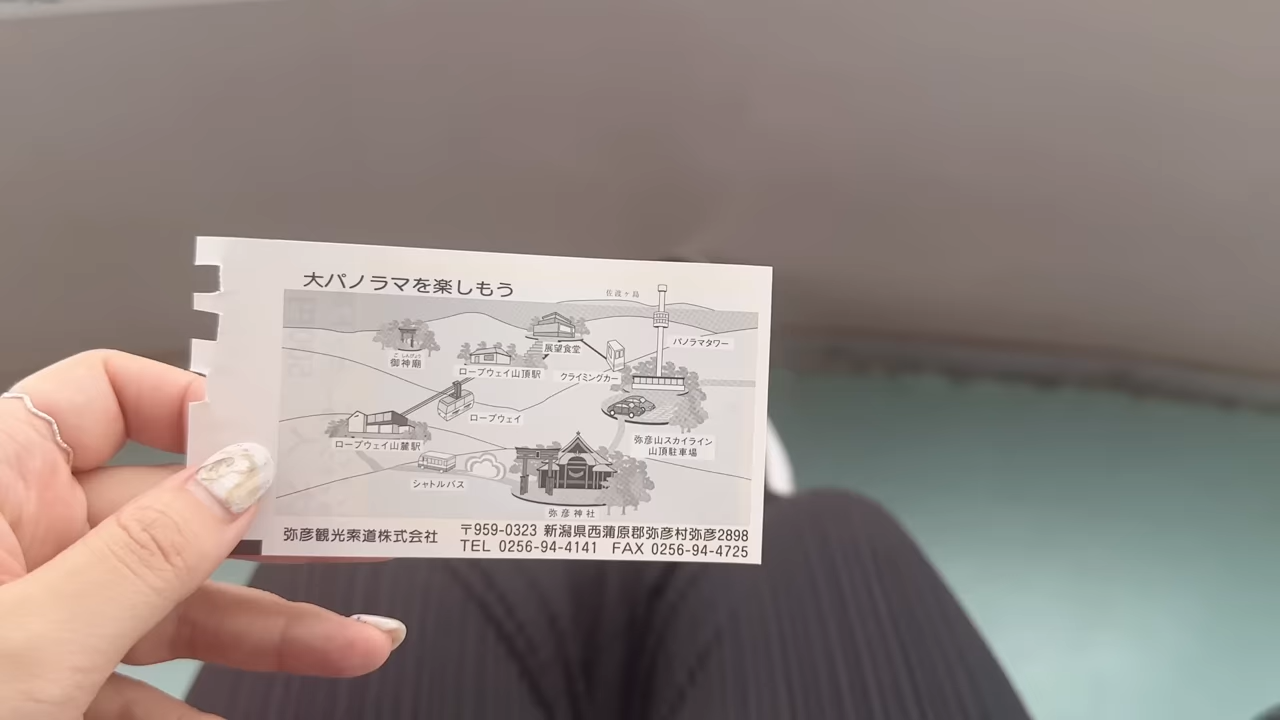 大パノラマを楽しもう
佐渡ヶ島
パノラマタワー
展望食堂
ごしんびょう
御神廟
ロープウェイ山頂駅
クライミングカー
ロープウェイ
弥彦山スカイライン
山頂駐車場
ロープウェイ山麓駅
シャトルバス
弥彦神社
弥彦観光索道株式会社
〒959-0323 新潟県西蒲原郡弥彦村弥彦2898
TEL 0256-94-4141 FAX 0256-94-4725